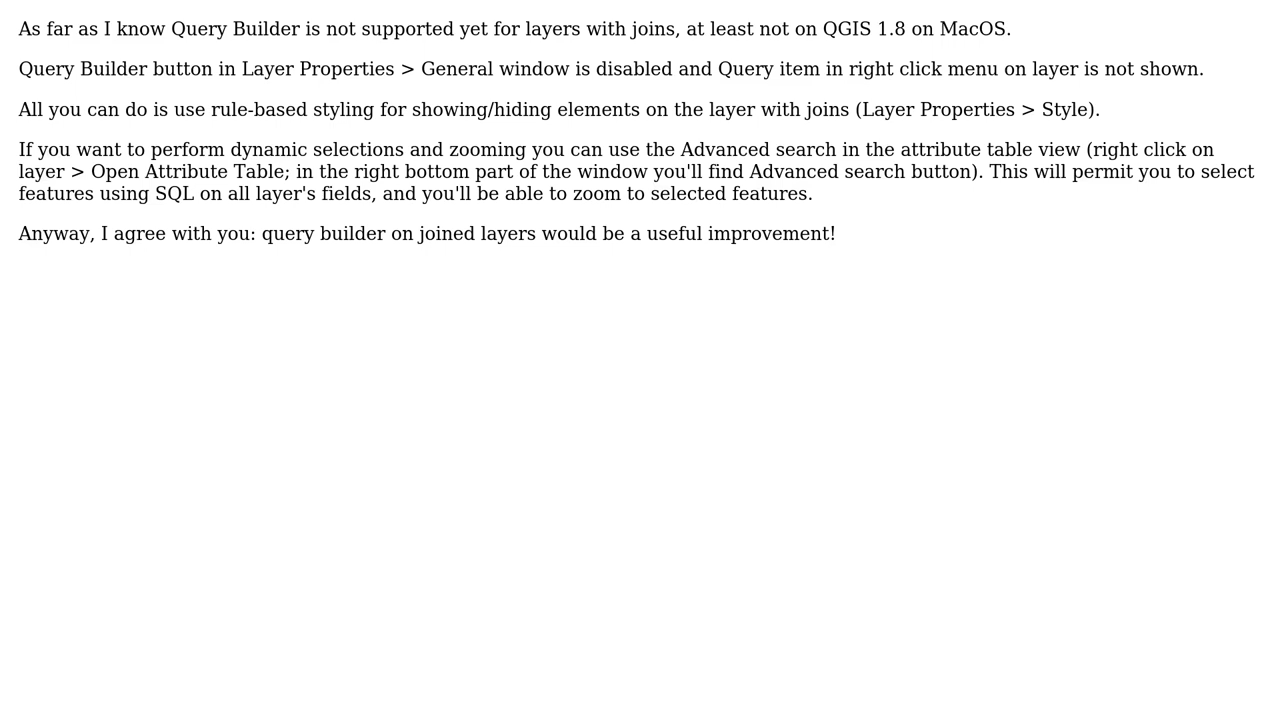 As far as I know Query Builder is not supported yet for layers with joins, at least not on QGIS 1.8 on MacOS.
Query Builder button in Layer Properties > General window is disabled and Query item in right click menu on layer is not shown.
All you can do is use rule-based styling for showing/hiding elements on the layer with joins (Layer Properties > Style).
If you want to perform dynamic selections and zooming you can use the Advanced search in the attribute table view (right click on
layer > Open Attribute Table; in the right bottom part of the window you'll find Advanced search button). This will permit you to select
features using SQL on all layer's fields, and you'll be able to zoom to selected features.
Anyway, I agree with you: query builder on joined layers would be a useful improvement!